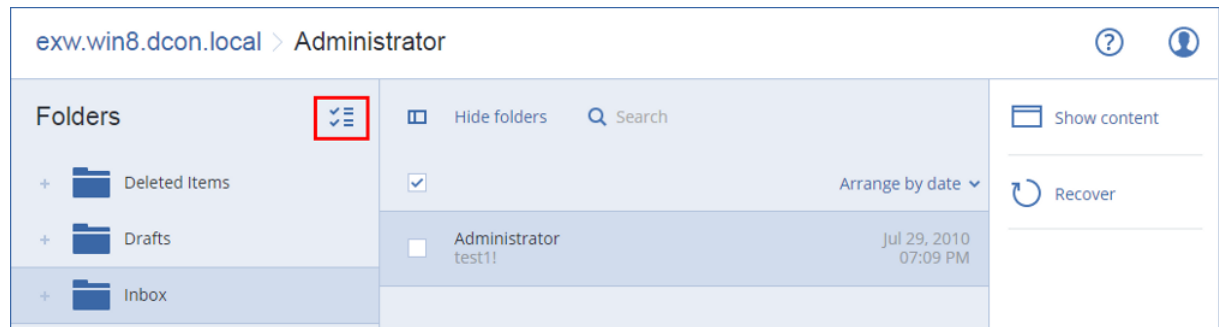 exw.win8.dcon.local > Administrator
Folders
Hide folders
Search
Show content
Deleted Items
Arrange by date
Recover
Drafts
Administrator
Jul 29, 2010
test1!
07:09 PM
Inbox